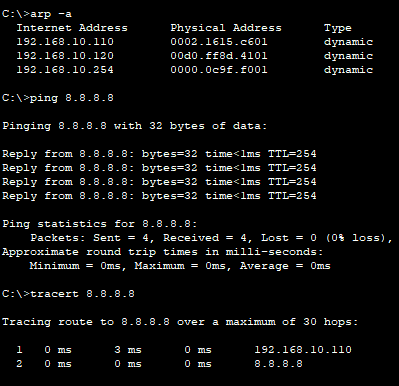 C:\>arp -a
  Internet Address      Physical Address      Type
  192.168.10.110        0002.1615.c601        dynamic
  192.168.10.120        00d0.ff8d.4101        dynamic
  192.168.10.254        0000.0c9f.f001        dynamic
C:\>ping 8.8.8.8
Pinging 8.8.8.8 with 32 bytes of data:
Reply from 8.8.8.8: bytes=32 time<1ms TTL=254
Reply from 8.8.8.8: bytes=32 time<1ms TTL=254
Reply from 8.8.8.8: bytes=32 time<1ms TTL=254
Reply from 8.8.8.8: bytes=32 time<1ms TTL=254
Ping statistics for 8.8.8.8:
    Packets: Sent = 4, Received = 4, Lost = 0 (0% loss),
Approximate round trip times in milli-seconds:
    Minimum = 0ms, Maximum = 0ms, Average = 0ms
C:\>tracert 8.8.8.8
Tracing route to 8.8.8.8 over a maximum of 30 hops:
  1   0 ms      3 ms      0 ms      192.168.10.110
  2   0 ms      0 ms      0 ms      8.8.8.8